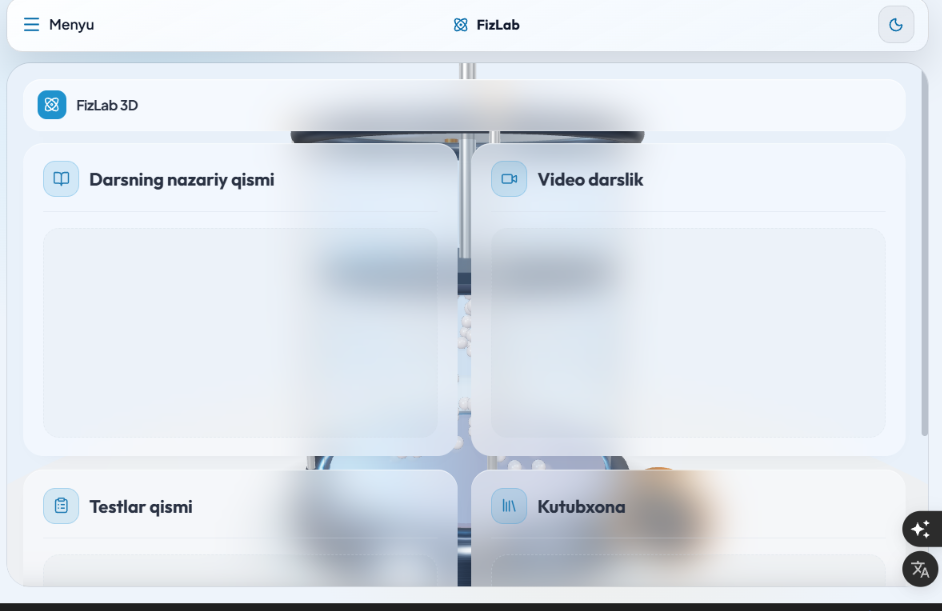 Menyu
FizLab
FizLab 3D
Darsning nazariy qismi
Video darslik
Testlar qismi
Kutubxona